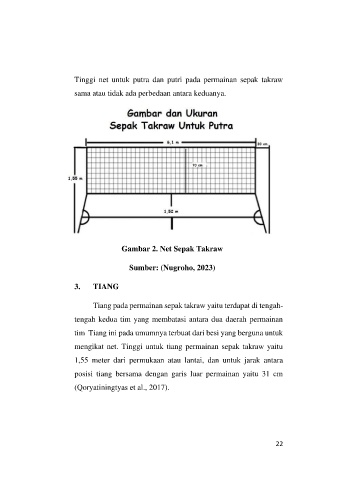 Tinggi net untuk putra dan putri pada permainan sepak takraw
sama atau tidak ada perbedaan antara keduanya.
Gambar dan Ukuran
Sepak Takraw Untuk Putra
6,1 m
30 cm
70 cm
1,55 m
1,52 m
Gambar 2. Net Sepak Takraw
Sumber: (Nugroho, 2023)
3. TIANG
Tiang pada permainan sepak takraw yaitu terdapat di tengah-
tengah kedua tim yang membatasi antara dua daerah permainan
tim Tiang ini pada umumnya terbuat dari besi yang berguna untuk
mengikat net. Tinggi untuk tiang permainan sepak takraw yaitu
1,55 meter dari permukaan atau lantai, dan untuk jarak antara
posisi tiang bersama dengan garis luar permainan yaitu 31 cm
(Qoryatiningtyas et al., 2017).
22